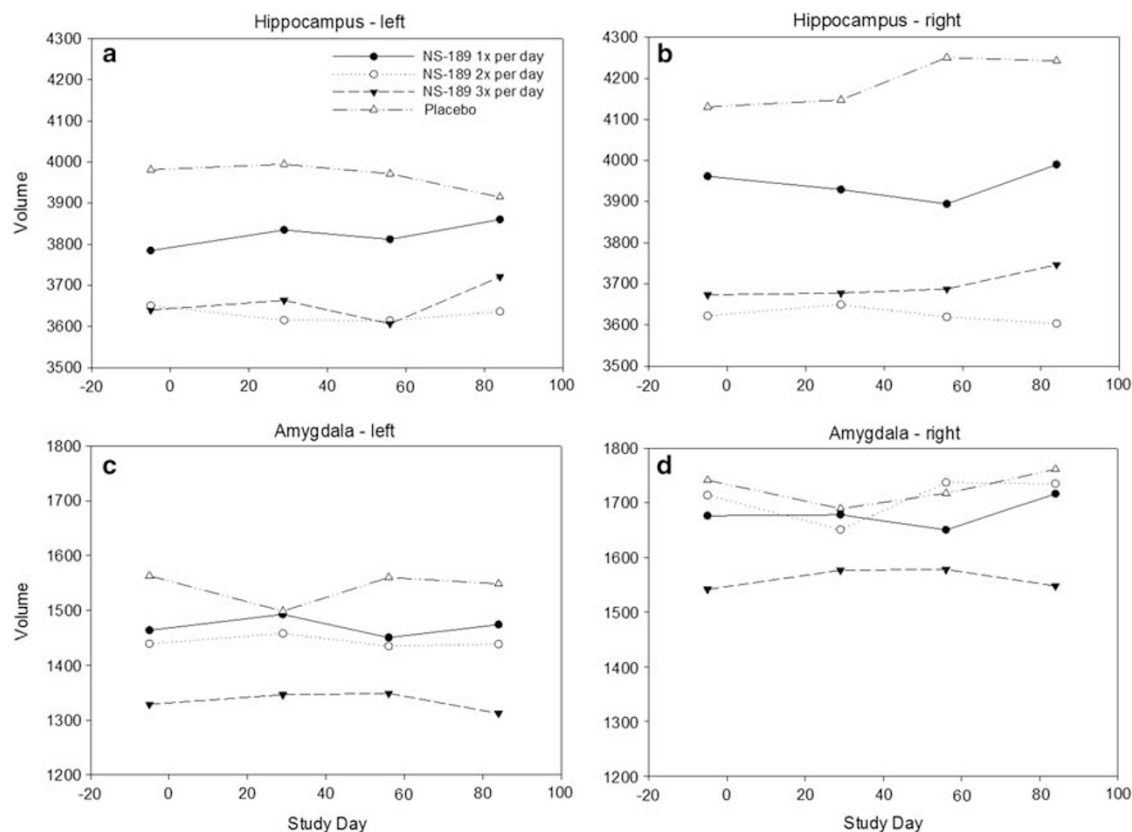 Hippocampus - left
a
NS-189 1x per day
NS-189 2x per day
NS-189 3x per day
Placebo
4300
4200
4100
4000
3900
3800
3700
3600
3500
Volume
-20 0 20 40 60 80 100
Hippocampus - right
b
4300
4200
4100
4000
3900
3800
3700
3600
3500
-20 0 20 40 60 80 100
Amygdala - left
c
1800
1700
1600
1500
1400
1300
1200
Volume
-20 0 20 40 60 80 100
Study Day
Amygdala - right
d
1800
1700
1600
1500
1400
1300
1200
-20 0 20 40 60 80 100
Study Day